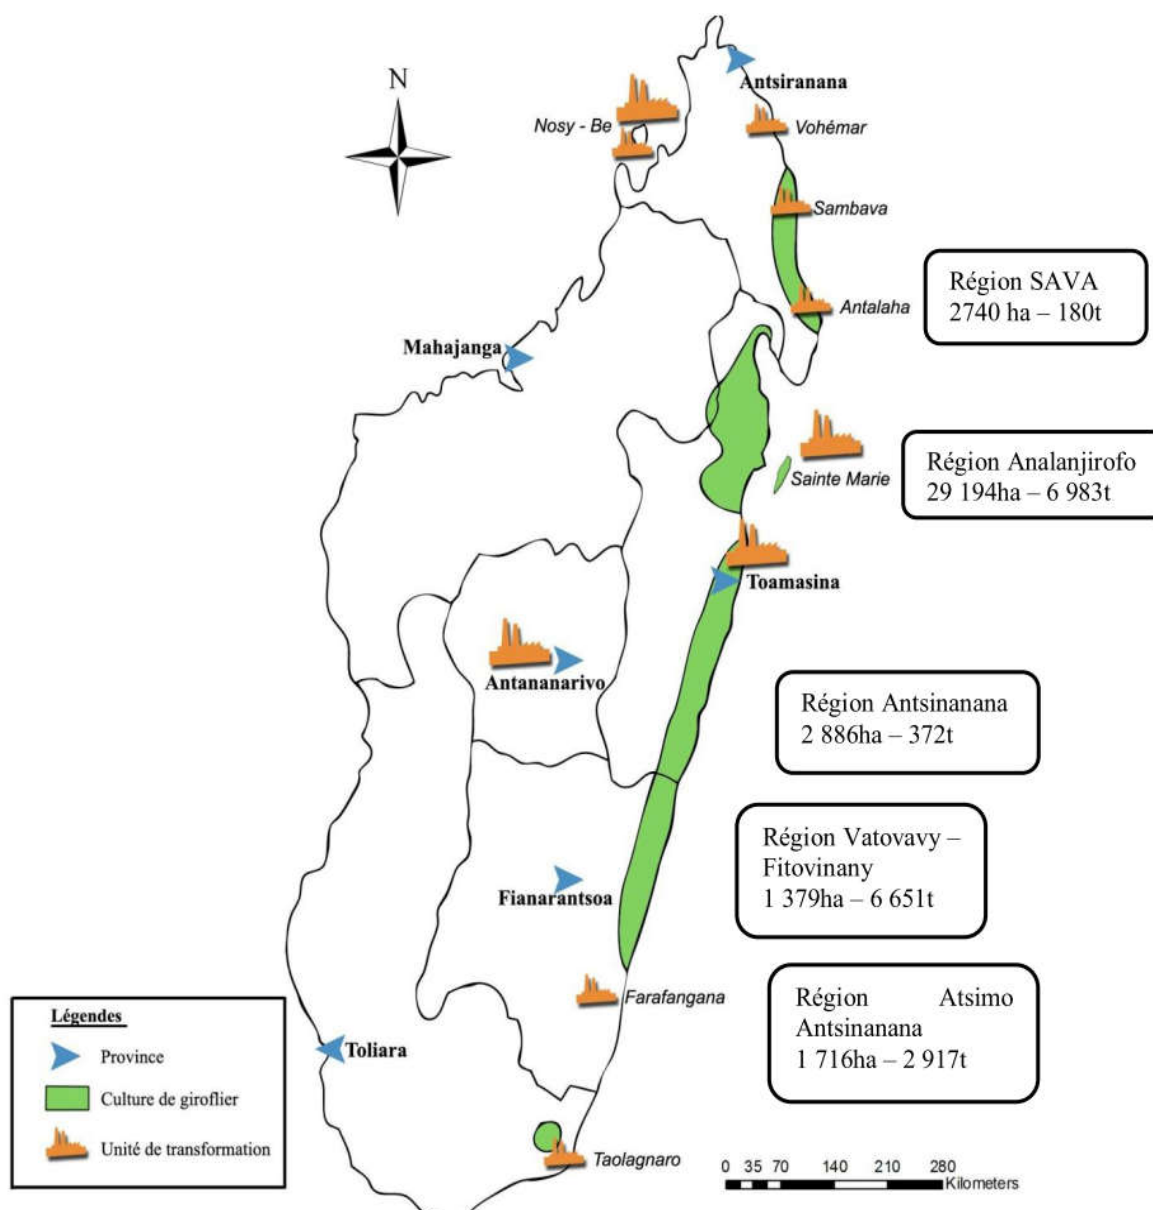 N
Antsiranana
Nosy - Be
Vohémar
Sambava
Région SAVA
2740 ha – 180t
Antalaha
Mahajanga
Région Analanjirofo
29 194ha – 6 983t
Sainte Marie
Toamasina
Antananarivo
Région Antsinanana
2 886ha – 372t
Région Vatovavy –
Fitovinany
1 379ha – 6 651t
Fianarantsoa
Farafangana
Région Atsimo
Antsinanana
1 716ha – 2 917t
Légendes
Province
Culture de giroflier
Unité de transformation
Toliara
Taolagnaro
0 35 70 140 210 280
Kilometers